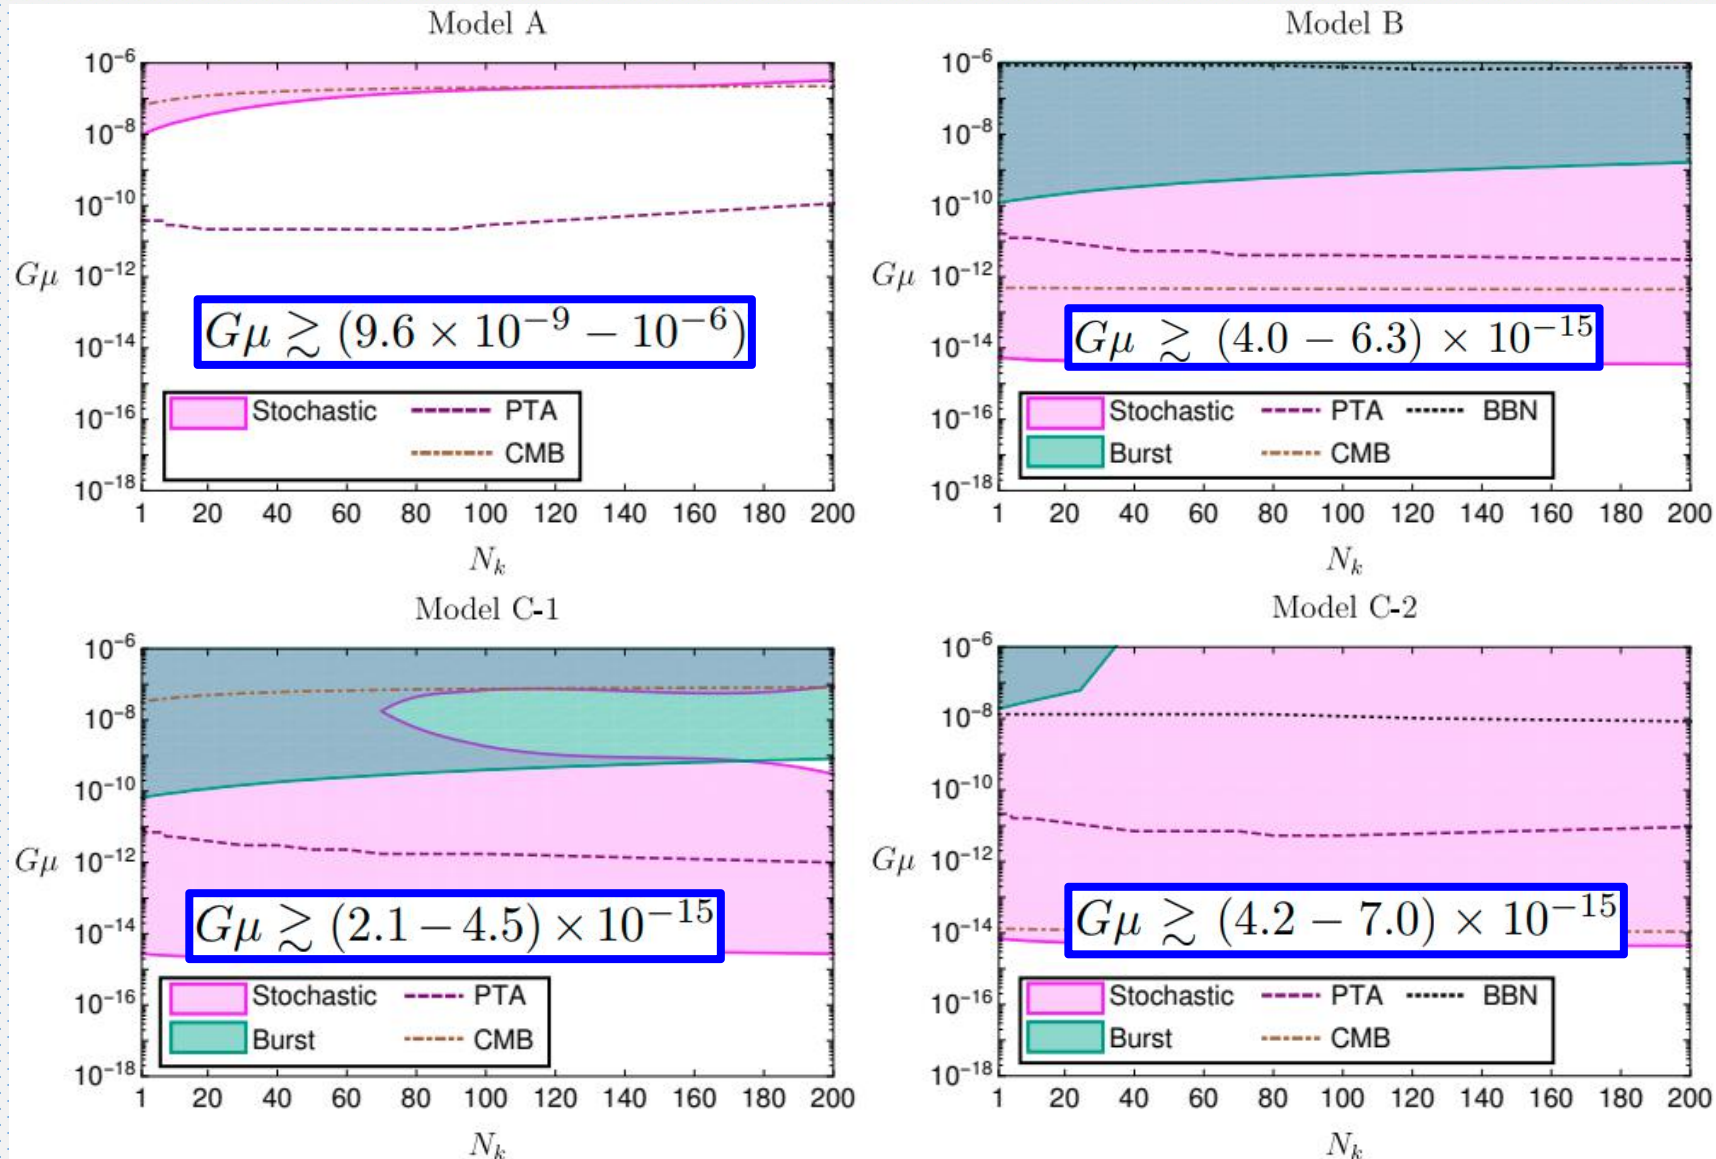 Model A
10⁻⁶
10⁻⁸
10⁻¹⁰
Gμ 10⁻¹²
10⁻¹⁴
10⁻¹⁶
10⁻¹⁸
Gμ ≳ (9.6 × 10⁻⁹ − 10⁻⁶)
Stochastic PTA
CMB
1 20 40 60 80 100 120 140 160 180 200
Nₖ
Model B
10⁻⁶
10⁻⁸
10⁻¹⁰
Gμ 10⁻¹²
10⁻¹⁴
10⁻¹⁶
10⁻¹⁸
Gμ ≳ (4.0 − 6.3) × 10⁻¹⁵
Stochastic PTA BBN
Burst CMB
1 20 40 60 80 100 120 140 160 180 200
Nₖ
Model C-1
10⁻⁶
10⁻⁸
10⁻¹⁰
Gμ 10⁻¹²
10⁻¹⁴
10⁻¹⁶
10⁻¹⁸
Gμ ≳ (2.1 − 4.5) × 10⁻¹⁵
Stochastic PTA
Burst CMB
1 20 40 60 80 100 120 140 160 180 200
Nₖ
Model C-2
10⁻⁶
10⁻⁸
10⁻¹⁰
Gμ 10⁻¹²
10⁻¹⁴
10⁻¹⁶
10⁻¹⁸
Gμ ≳ (4.2 − 7.0) × 10⁻¹⁵
Stochastic PTA BBN
Burst CMB
1 20 40 60 80 100 120 140 160 180 200
Nₖ